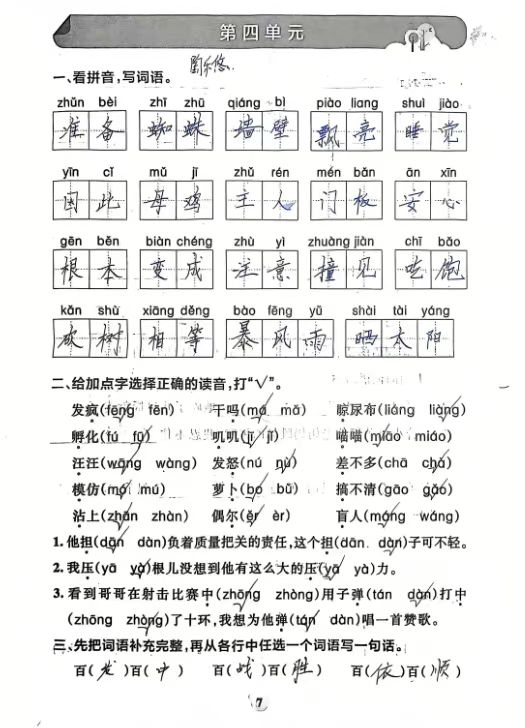 第四单元
一、看拼音,写词语。
zhǔn bèi zhī zhū qiáng bì piào liang shuì jiào
准备 蜘蛛 墙壁 飘亮 睡觉
yīn cǐ mǔ jī zhǔ rén mén bǎn ān xīn
因此 母鸡 主人 门板 安心
gēn běn biàn chéng zhù yì zhuàng jiàn chī bǎo
根本 变成 注意 撞见 吃饱
kǎn shù xiāng děng bào fēng yǔ shài tài yáng
砍树 相等 暴风雨 晒太阳
二、给加点字选择正确的读音,打“√”。
发疯(fēng fēn) 干吗(má mǎ) 晾尿布(liáng liàng)
孵化(fú fū) 叽叽(jī jí) 喵喵(miāo miáo)
汪汪(wāng wàng) 发怒(nú nù) 差不多(chā chà)
模仿(mó mú) 萝卜(bo bǔ) 搞不清(gāo gǎo)
沾上(zhān zhàn) 偶尔(ěr èr) 盲人(máng wáng)
1.他担(dān dàn)负着质量把关的责任,这个担(dān dàn)子可不轻。
2.我压(yā yà)根儿没想到他有这么大的压(yā yà)力。
3.看到哥哥在射击比赛中(zhōng zhòng)用子弹(tán dàn)打中
(zhōng zhòng)了十环,我想为他弹(tán dàn)唱一首赞歌。
三、先把词语补充完整,再从各行中任选一个词语写一句话。
百(发)百(中) 百(战)百(胜) 百(依)百(顺)
7